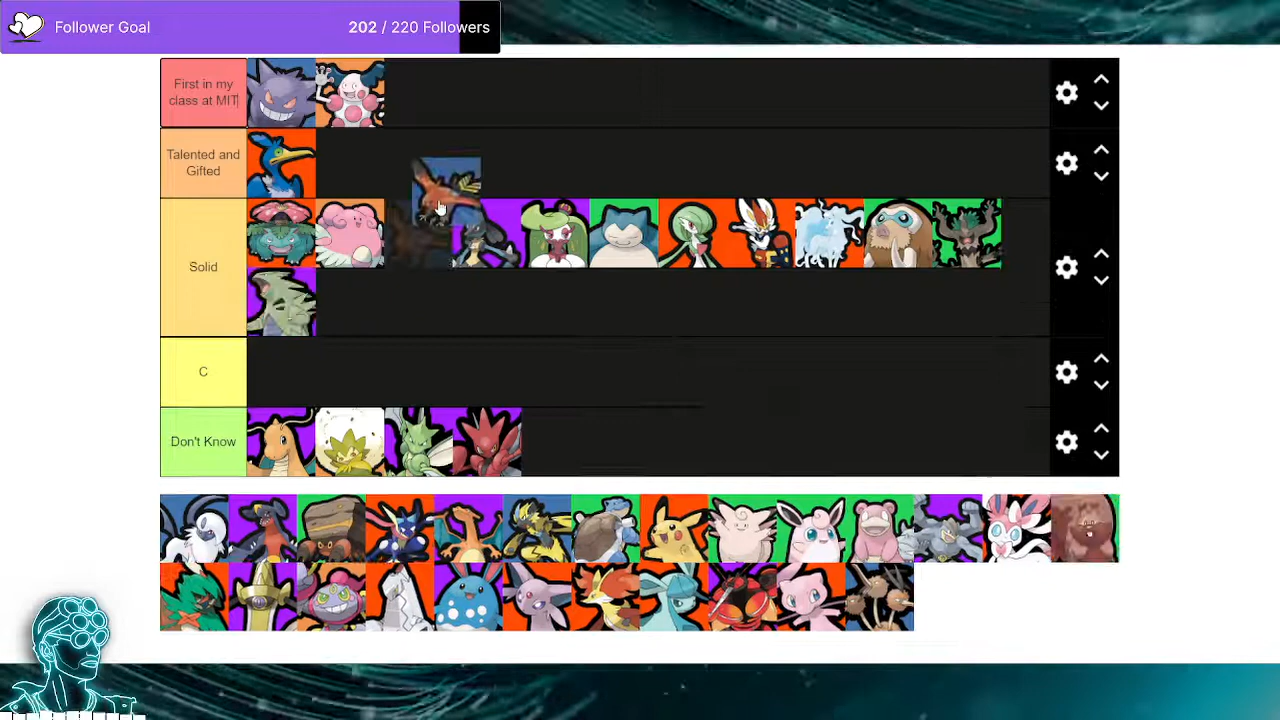 Follower Goal
202 / 220 Followers
First in my
class at MIT
Talented and
Gifted
Solid
C
Don't Know